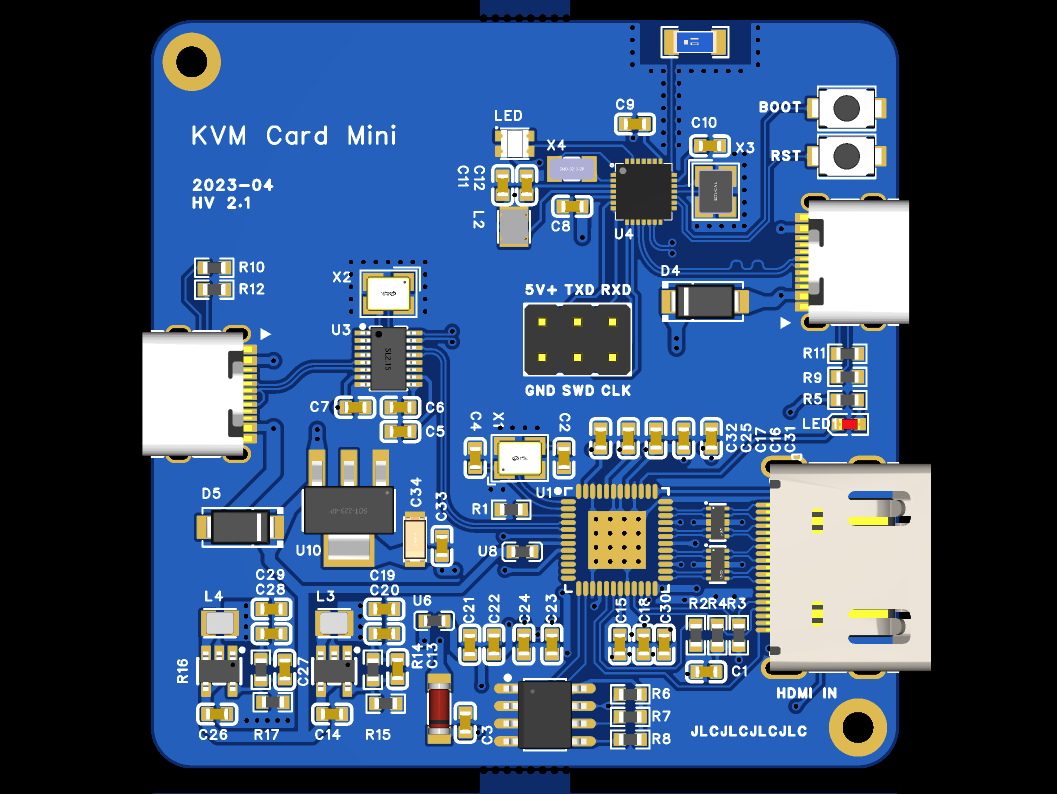 LED
C9
C10
BOOT
KVM Card Mini
X4
X3
RST
C11
C12
2023-04
HV 2.1
L2
C8
U4
R10
X2
D4
R12
5V+ TXD RXD
U3
R11
R9
GND SWD CLK
R5
C7
C6
C5
C4
X1
C2
C32
C25
C17
C16
C31
LED1
D5
U1
C34
C33
R1
U10
U8
C29
C28
C19
C20
L4
L3
U6
C21
C22
C24
C23
C15
C18
C30
R2
R4
R3
R16
C27
R14
C13
C1
R6
HDMI IN
R7
C26
R17
C14
R15
C3
R8
JLCJLCJLCJLC